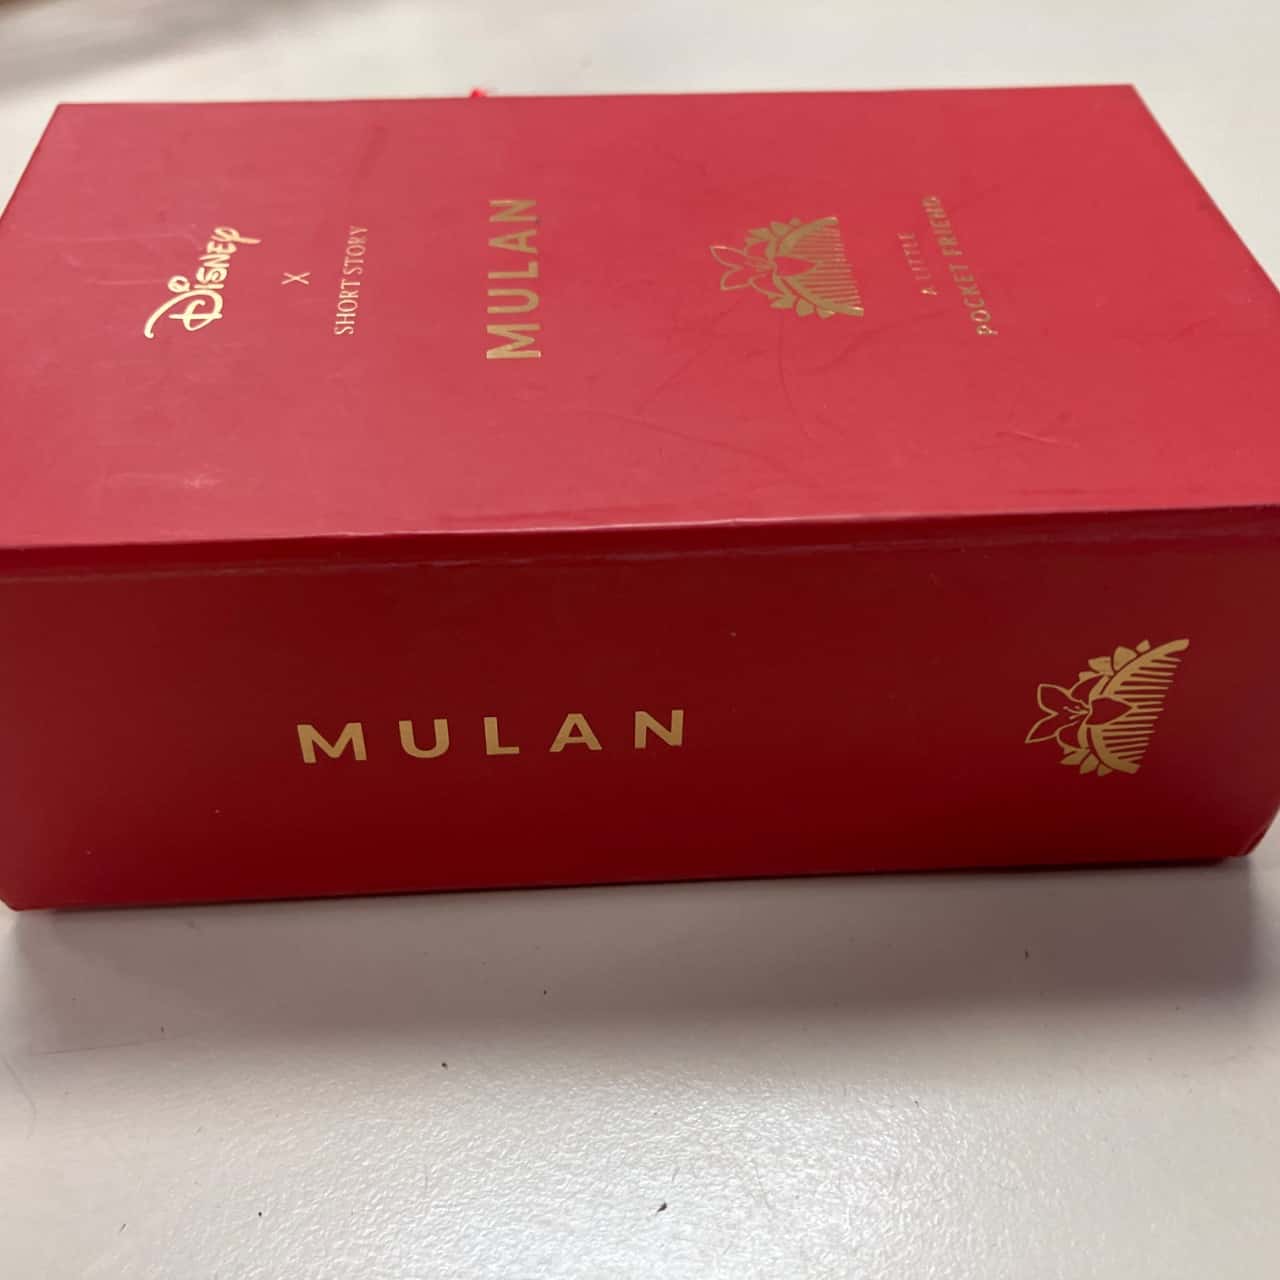 DISNEY
X
SHORT STORY
MULAN
A LITTLE
POCKET FRIEND
MULAN